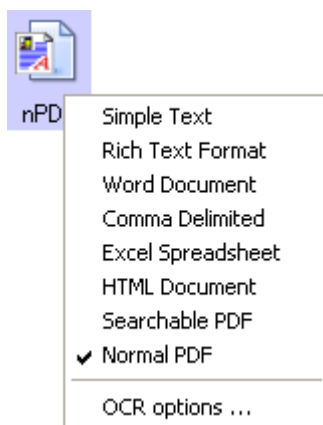 nPD
Simple Text
Rich Text Format
Word Document
Comma Delimited
Excel Spreadsheet
HTML Document
Searchable PDF
Normal PDF
OCR options ...